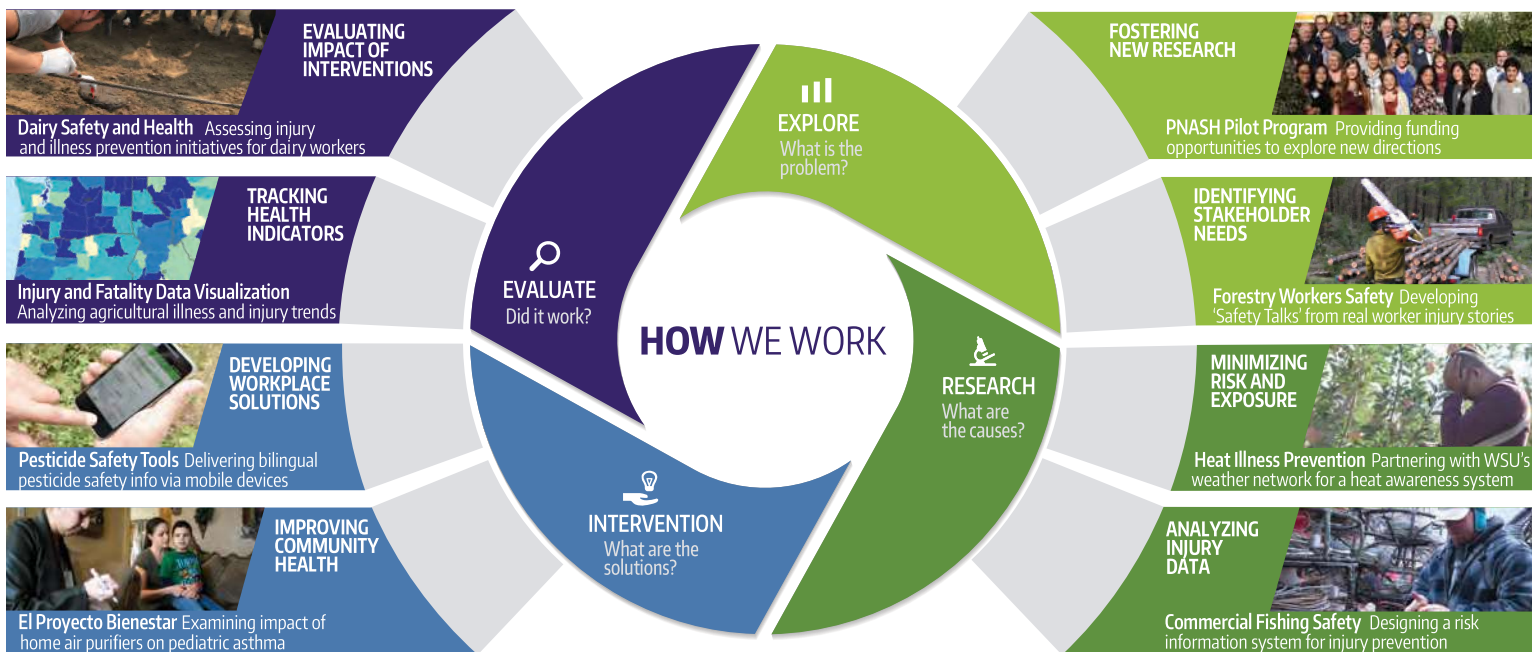 EVALUATING
IMPACT OF
INTERVENTIONS
Dairy Safety and Health Assessing injury
and illness prevention initiatives for dairy workers
TRACKING
HEALTH
INDICATORS
Injury and Fatality Data Visualization
Analyzing agricultural illness and injury trends
DEVELOPING
WORKPLACE
SOLUTIONS
Pesticide Safety Tools Delivering bilingual
pesticide safety info via mobile devices
IMPROVING
COMMUNITY
HEALTH
El Proyecto Bienestar Examining impact of
home air purifiers on pediatric asthma
EXPLORE
What is the
problem?
EVALUATE
Did it work?
HOW WE WORK
RESEARCH
What are
the causes?
INTERVENTION
What are the
solutions?
FOSTERING
NEW RESEARCH
PNASH Pilot Program Providing funding
opportunities to explore new directions
IDENTIFYING
STAKEHOLDER
NEEDS
Forestry Workers Safety Developing
‘Safety Talks’ from real worker injury stories
MINIMIZING
RISK AND
EXPOSURE
Heat Illness Prevention Partnering with WSU’s
weather network for a heat awareness system
ANALYZING
INJURY
DATA
Commercial Fishing Safety Designing a risk
information system for injury prevention